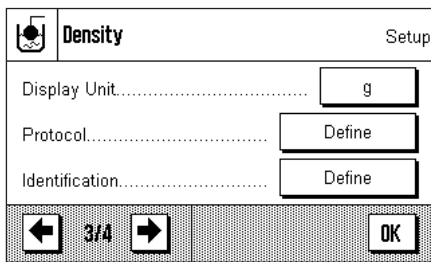 Density Setup
Display Unit.................................. g
Protocol............................... Define
Identification.......................... Define
3/4 OK